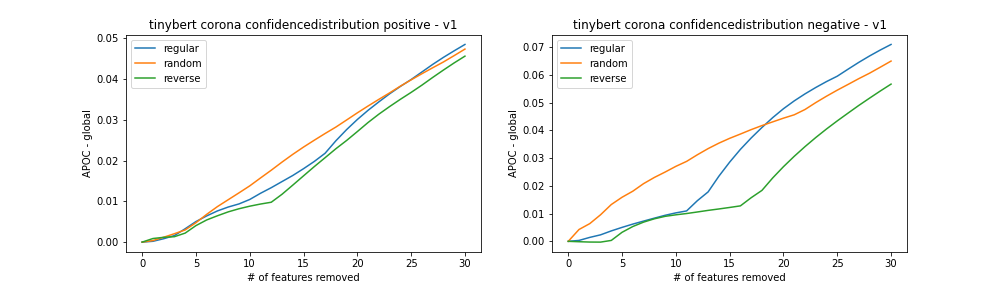 tinybert corona confidencedistribution positive - v1
0.05
0.04
0.03
0.02
0.01
0.00
APOC - global
regular
random
reverse
0
5
10
15
20
25
30
# of features removed
tinybert corona confidencedistribution negative - v1
0.07
0.06
0.05
0.04
0.03
0.02
0.01
0.00
APOC - global
regular
random
reverse
0
5
10
15
20
25
30
# of features removed